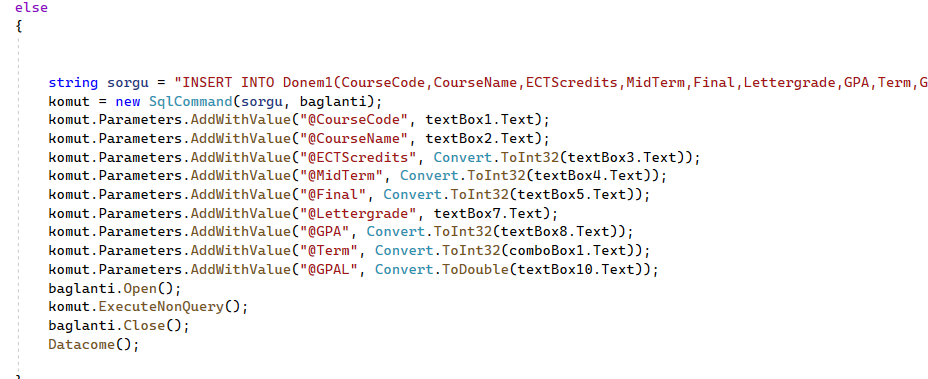 else
{
string sorgu = "INSERT INTO Donem1(CourseCode,CourseName,ECTScredits,MidTerm,Final,Lettergrade,GPA,Term,G
komut = new SqlCommand(sorgu, baglanti);
komut.Parameters.AddWithValue("@CourseCode", textBox1.Text);
komut.Parameters.AddWithValue("@CourseName", textBox2.Text);
komut.Parameters.AddWithValue("@ECTScredits", Convert.ToInt32(textBox3.Text));
komut.Parameters.AddWithValue("@MidTerm", Convert.ToInt32(textBox4.Text));
komut.Parameters.AddWithValue("@Final", Convert.ToInt32(textBox5.Text));
komut.Parameters.AddWithValue("@Lettergrade", textBox7.Text);
komut.Parameters.AddWithValue("@GPA", Convert.ToInt32(textBox8.Text));
komut.Parameters.AddWithValue("@Term", Convert.ToInt32(comboBox1.Text));
komut.Parameters.AddWithValue("@GPAL", Convert.ToDouble(textBox10.Text));
baglanti.Open();
komut.ExecuteNonQuery();
baglanti.Close();
Datacome();
}